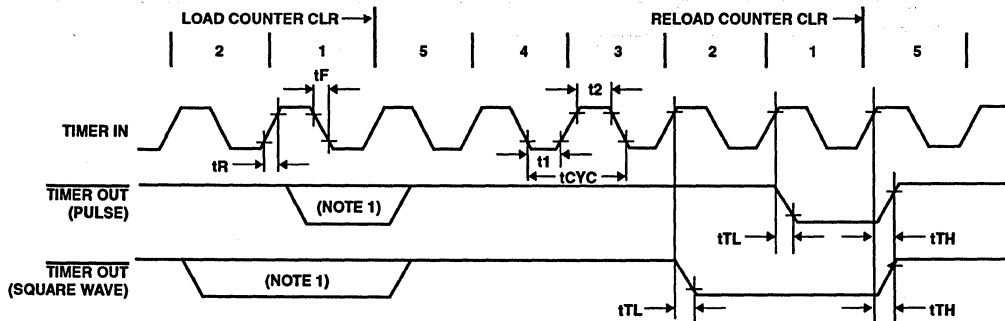 LOAD COUNTER CLR
RELOAD COUNTER CLR
2 1 5 4 3 2 1 5
tF
t2
TIMER IN
tR
t1
tCYC
TIMER OUT
(PULSE)
(NOTE 1)
tTL
tTH
TIMER OUT
(SQUARE WAVE)
(NOTE 1)
tTL
tTH